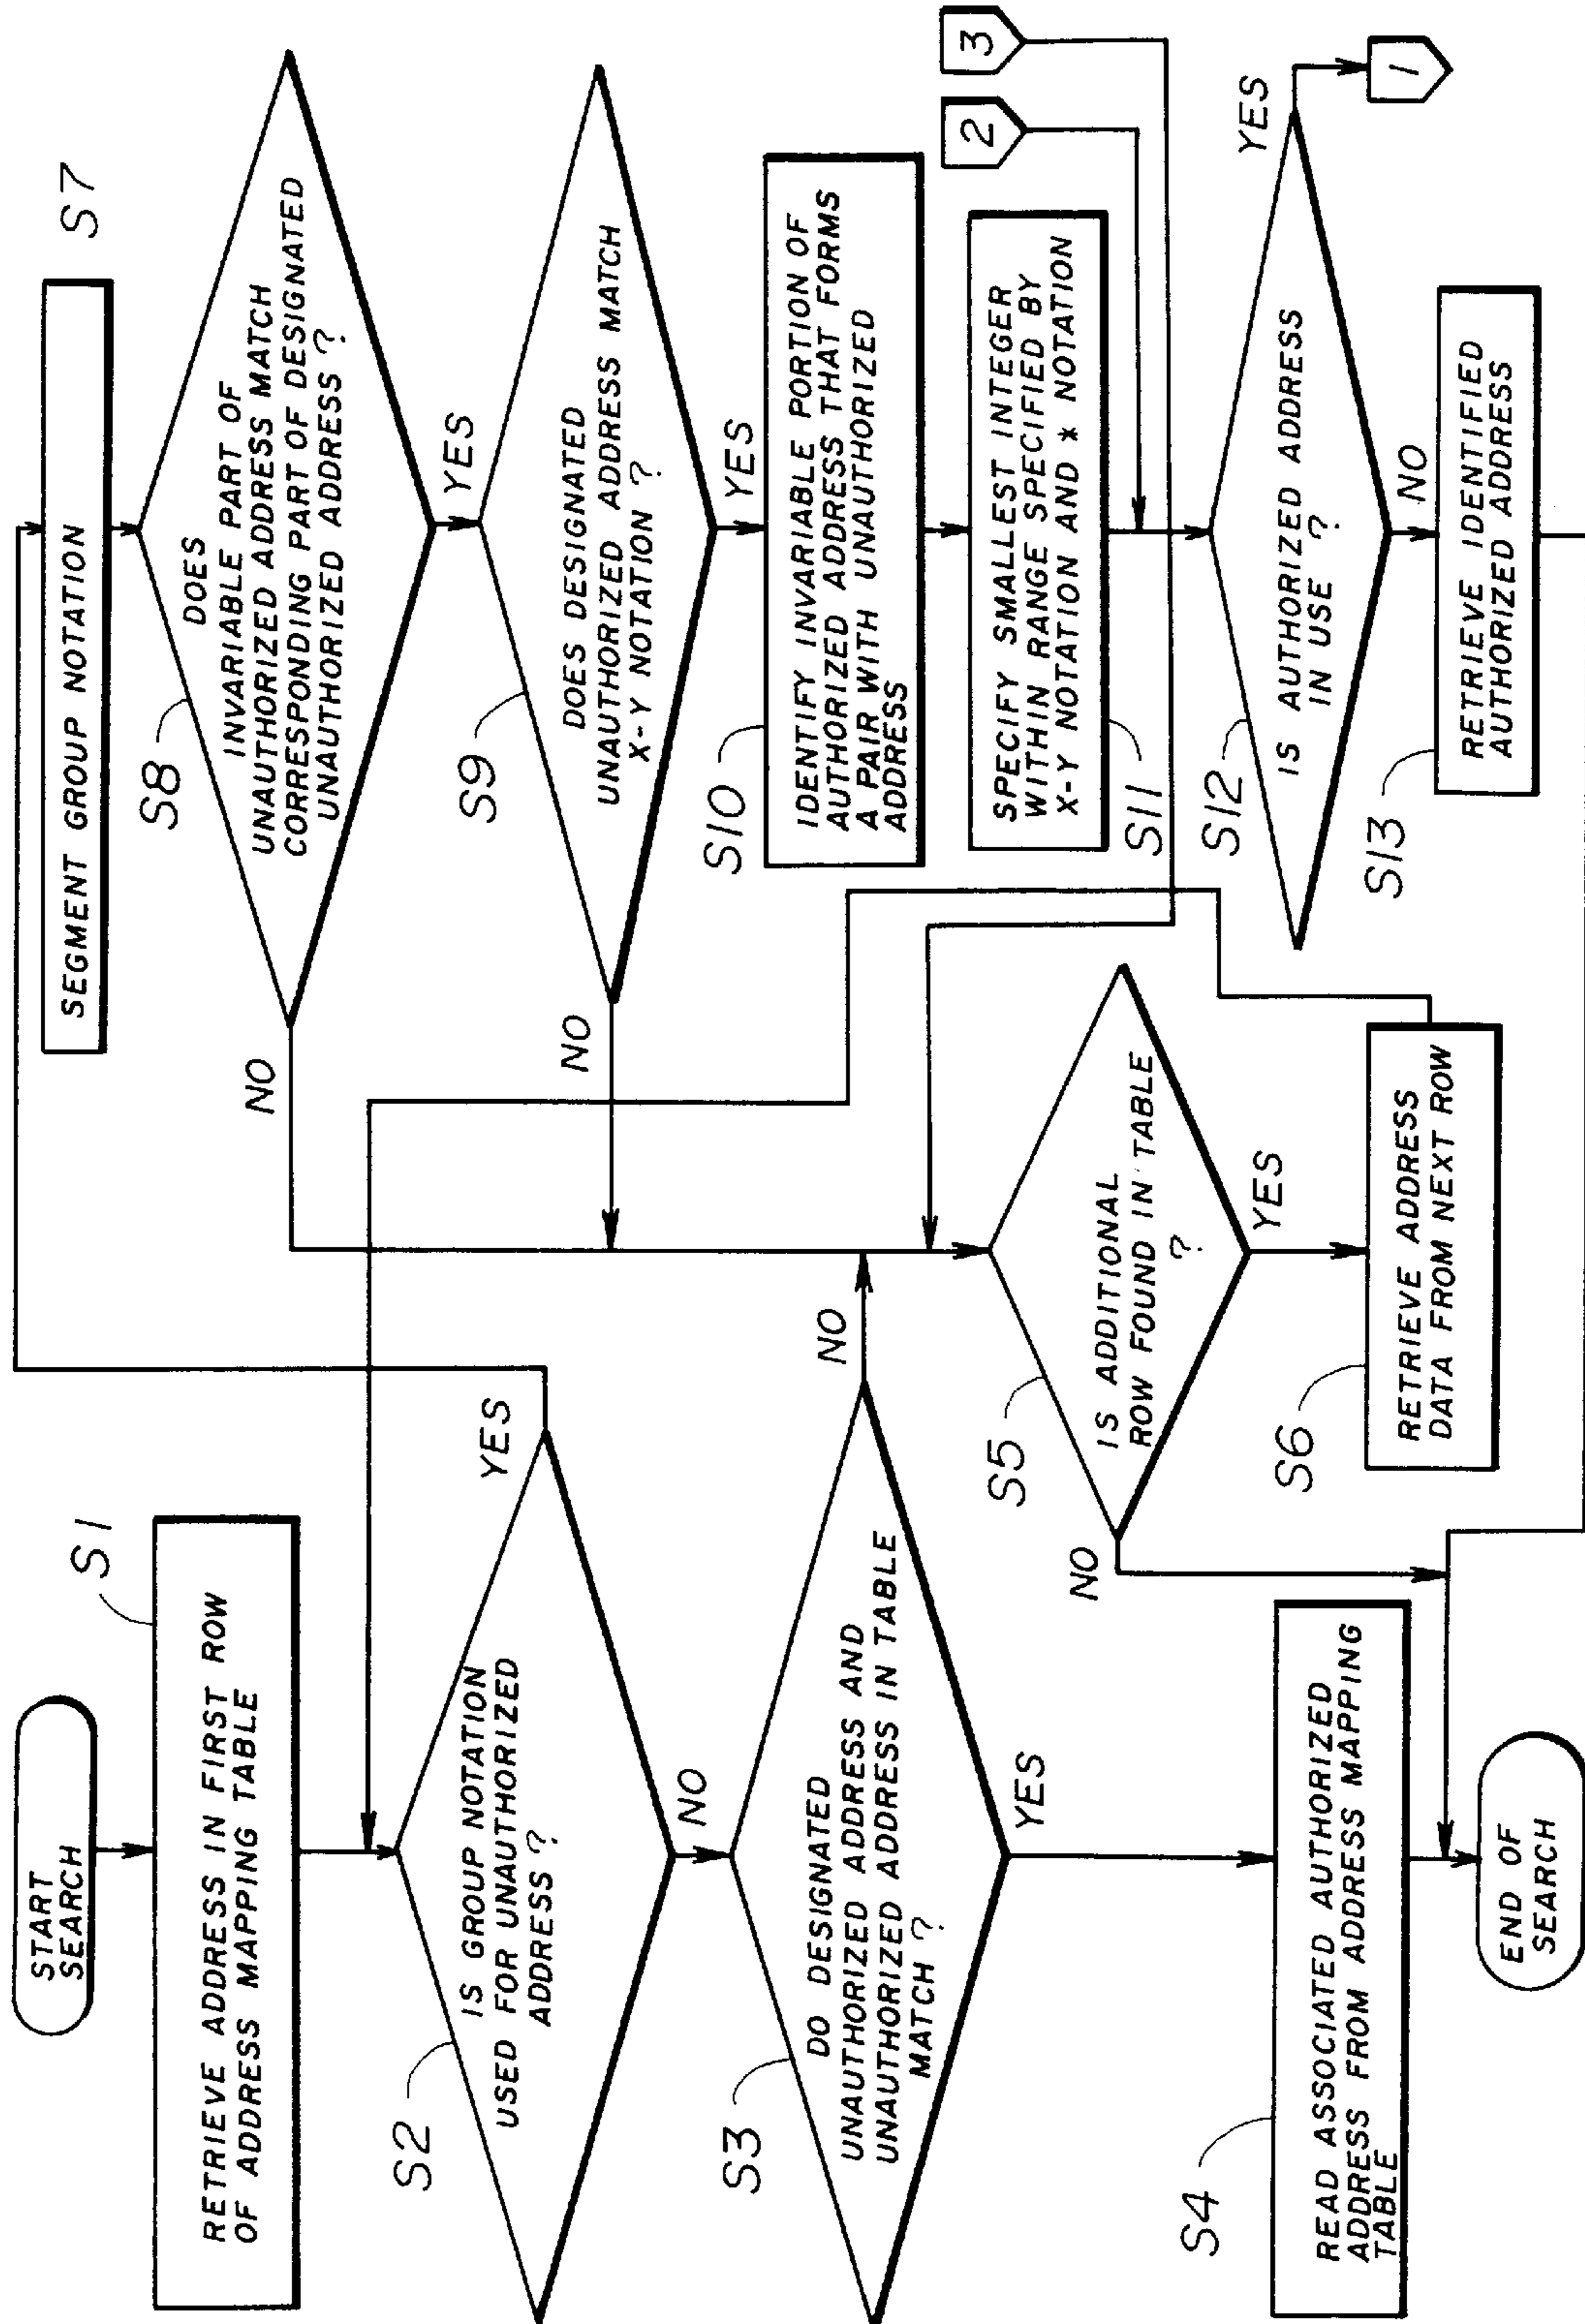 START
SEARCH
S1
RETRIEVE ADDRESS IN FIRST ROW
OF ADDRESS MAPPING TABLE
S2
IS GROUP NOTATION
USED FOR UNAUTHORIZED
ADDRESS ?
YES
NO
S3
DO DESIGNATED
UNAUTHORIZED ADDRESS AND
UNAUTHORIZED ADDRESS IN TABLE
MATCH ?
NO
YES
S4
READ ASSOCIATED AUTHORIZED
ADDRESS FROM ADDRESS MAPPING
TABLE
END OF
SEARCH
S5
IS ADDITIONAL
ROW FOUND IN TABLE
?
NO
YES
S6
RETRIEVE ADDRESS
DATA FROM NEXT ROW
S7
SEGMENT GROUP NOTATION
S8
DOES
INVARIABLE PART OF
UNAUTHORIZED ADDRESS MATCH
CORRESPONDING PART OF DESIGNATED
UNAUTHORIZED ADDRESS ?
NO
YES
S9
DOES DESIGNATED
UNAUTHORIZED ADDRESS MATCH
X-Y NOTATION ?
NO
YES
S10
IDENTIFY INVARIABLE PORTION OF
AUTHORIZED ADDRESS THAT FORMS
A PAIR WITH UNAUTHORIZED
ADDRESS
S11
SPECIFY SMALLEST INTEGER
WITHIN RANGE SPECIFIED BY
X-Y NOTATION AND * NOTATION
2
3
S12
IS AUTHORIZED ADDRESS
IN USE ?
YES
1
NO
S13
RETRIEVE IDENTIFIED
AUTHORIZED ADDRESS